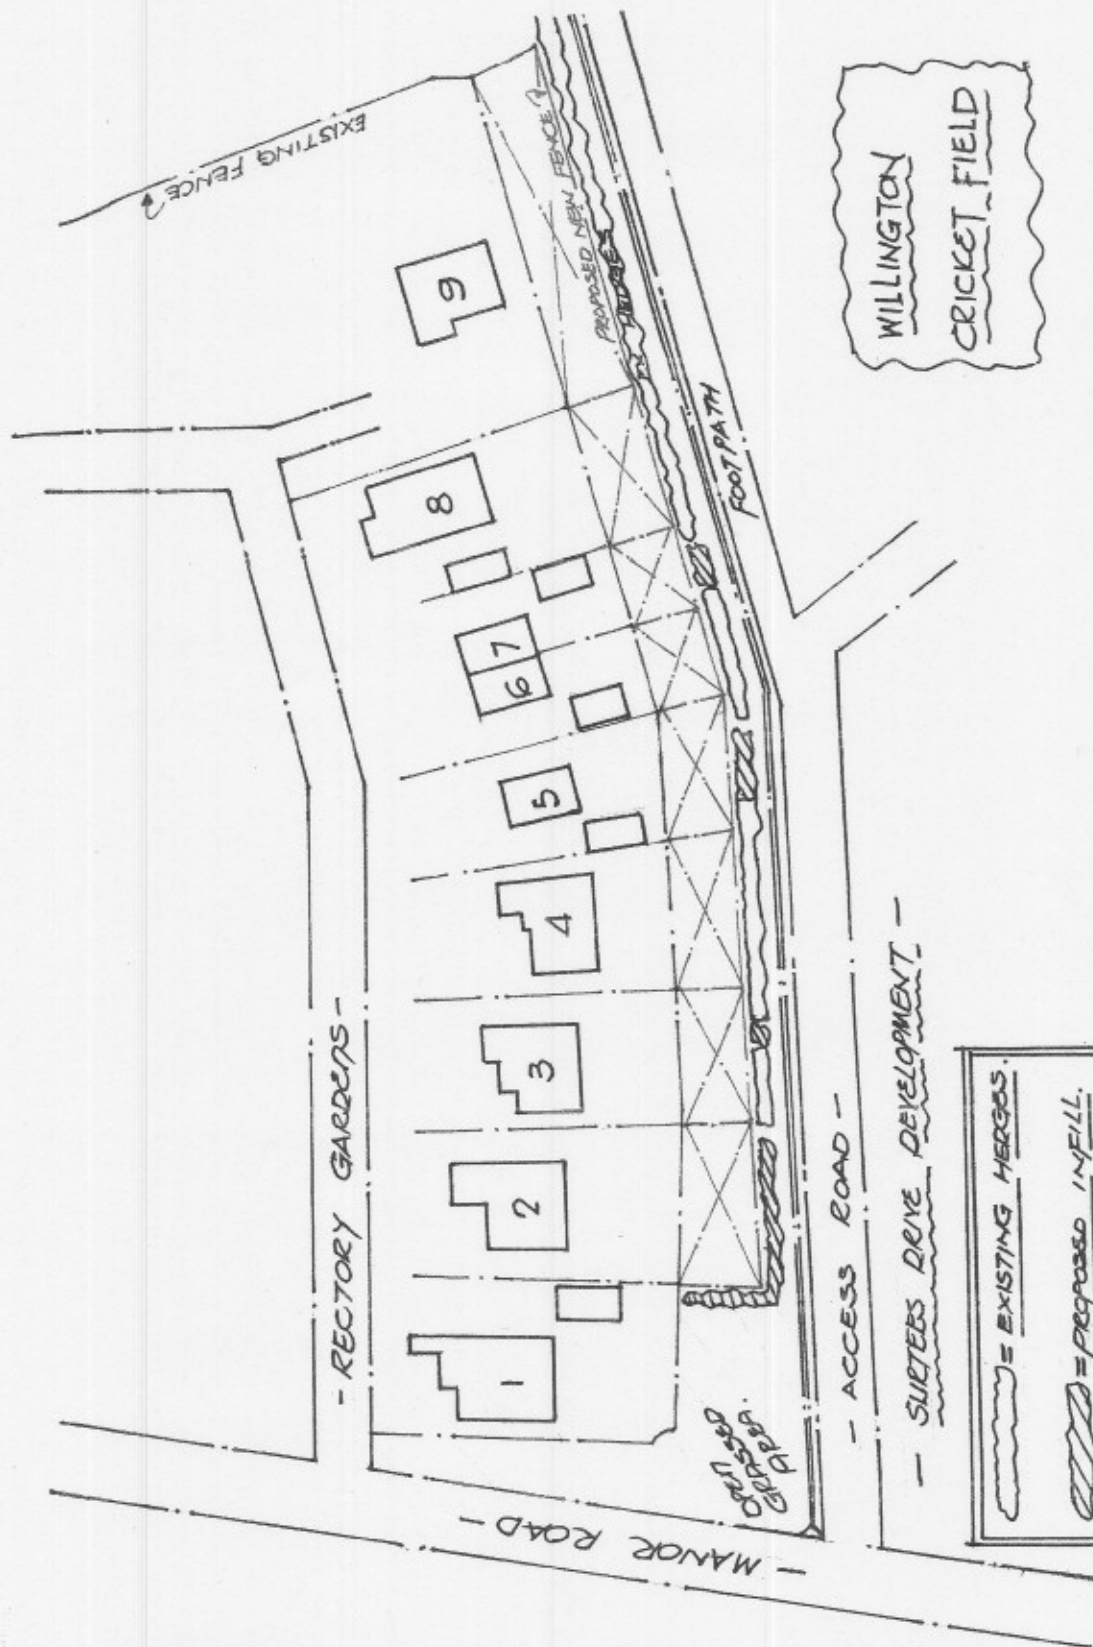 EXISTING FENCE
PROPOSED NEW FENCE
HEDGES
9
8
7
6
5
4
3
2
1
- RECTORY GARDENS -
FOOTPATH
WILLINGTON
CRICKET FIELD
- MANOR ROAD -
OPEN
GRASSED
AREA.
- ACCESS ROAD -
- SURTEES DRIVE DEVELOPMENT -
= EXISTING HEDGES.
= PROPOSED INFILL.